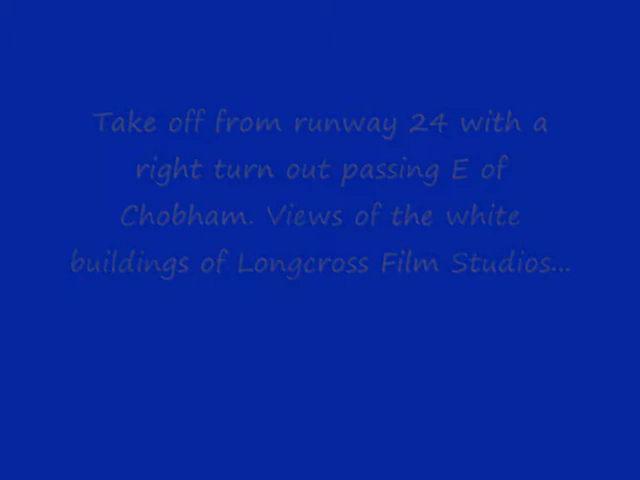 Take off from runway 24 with a
right turn out passing E of
Chobham. Views of the white
buildings of Longcross Film Studios...